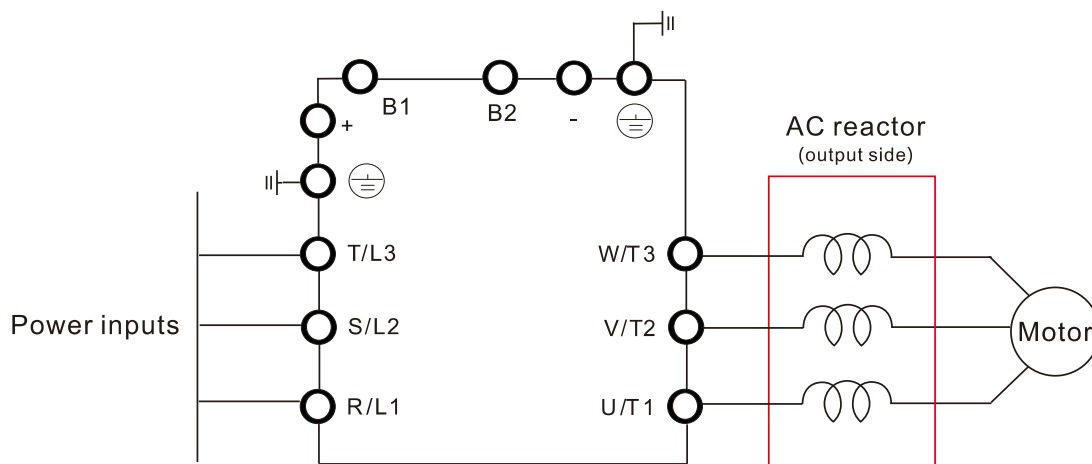 B1
B2
-
+
AC reactor
(output side)
T/L3
W/T3
Power inputs
S/L2
V/T2
Motor
R/L1
U/T1